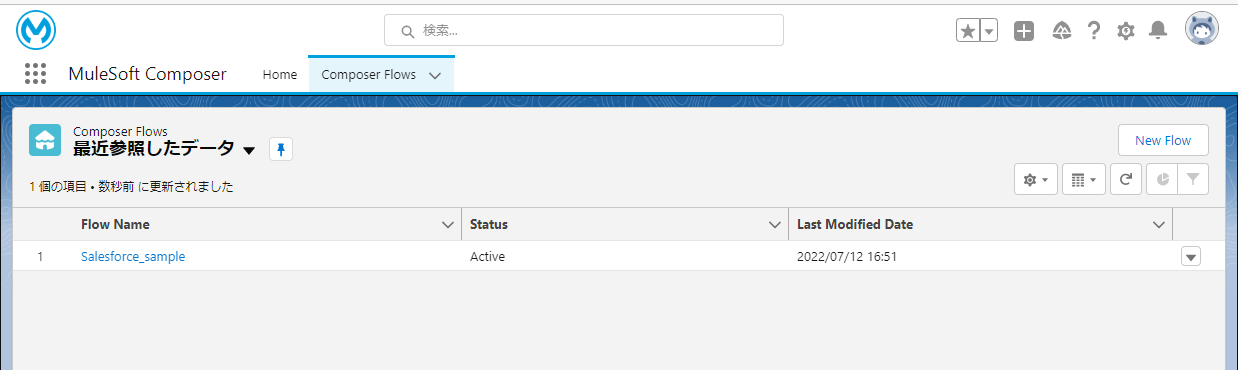 検索...
MuleSoft Composer Home Composer Flows
Composer Flows
最近参照したデータ
New Flow
1 個の項目 • 数秒前 に更新されました
Flow Name Status Last Modified Date
1 Salesforce_sample Active 2022/07/12 16:51